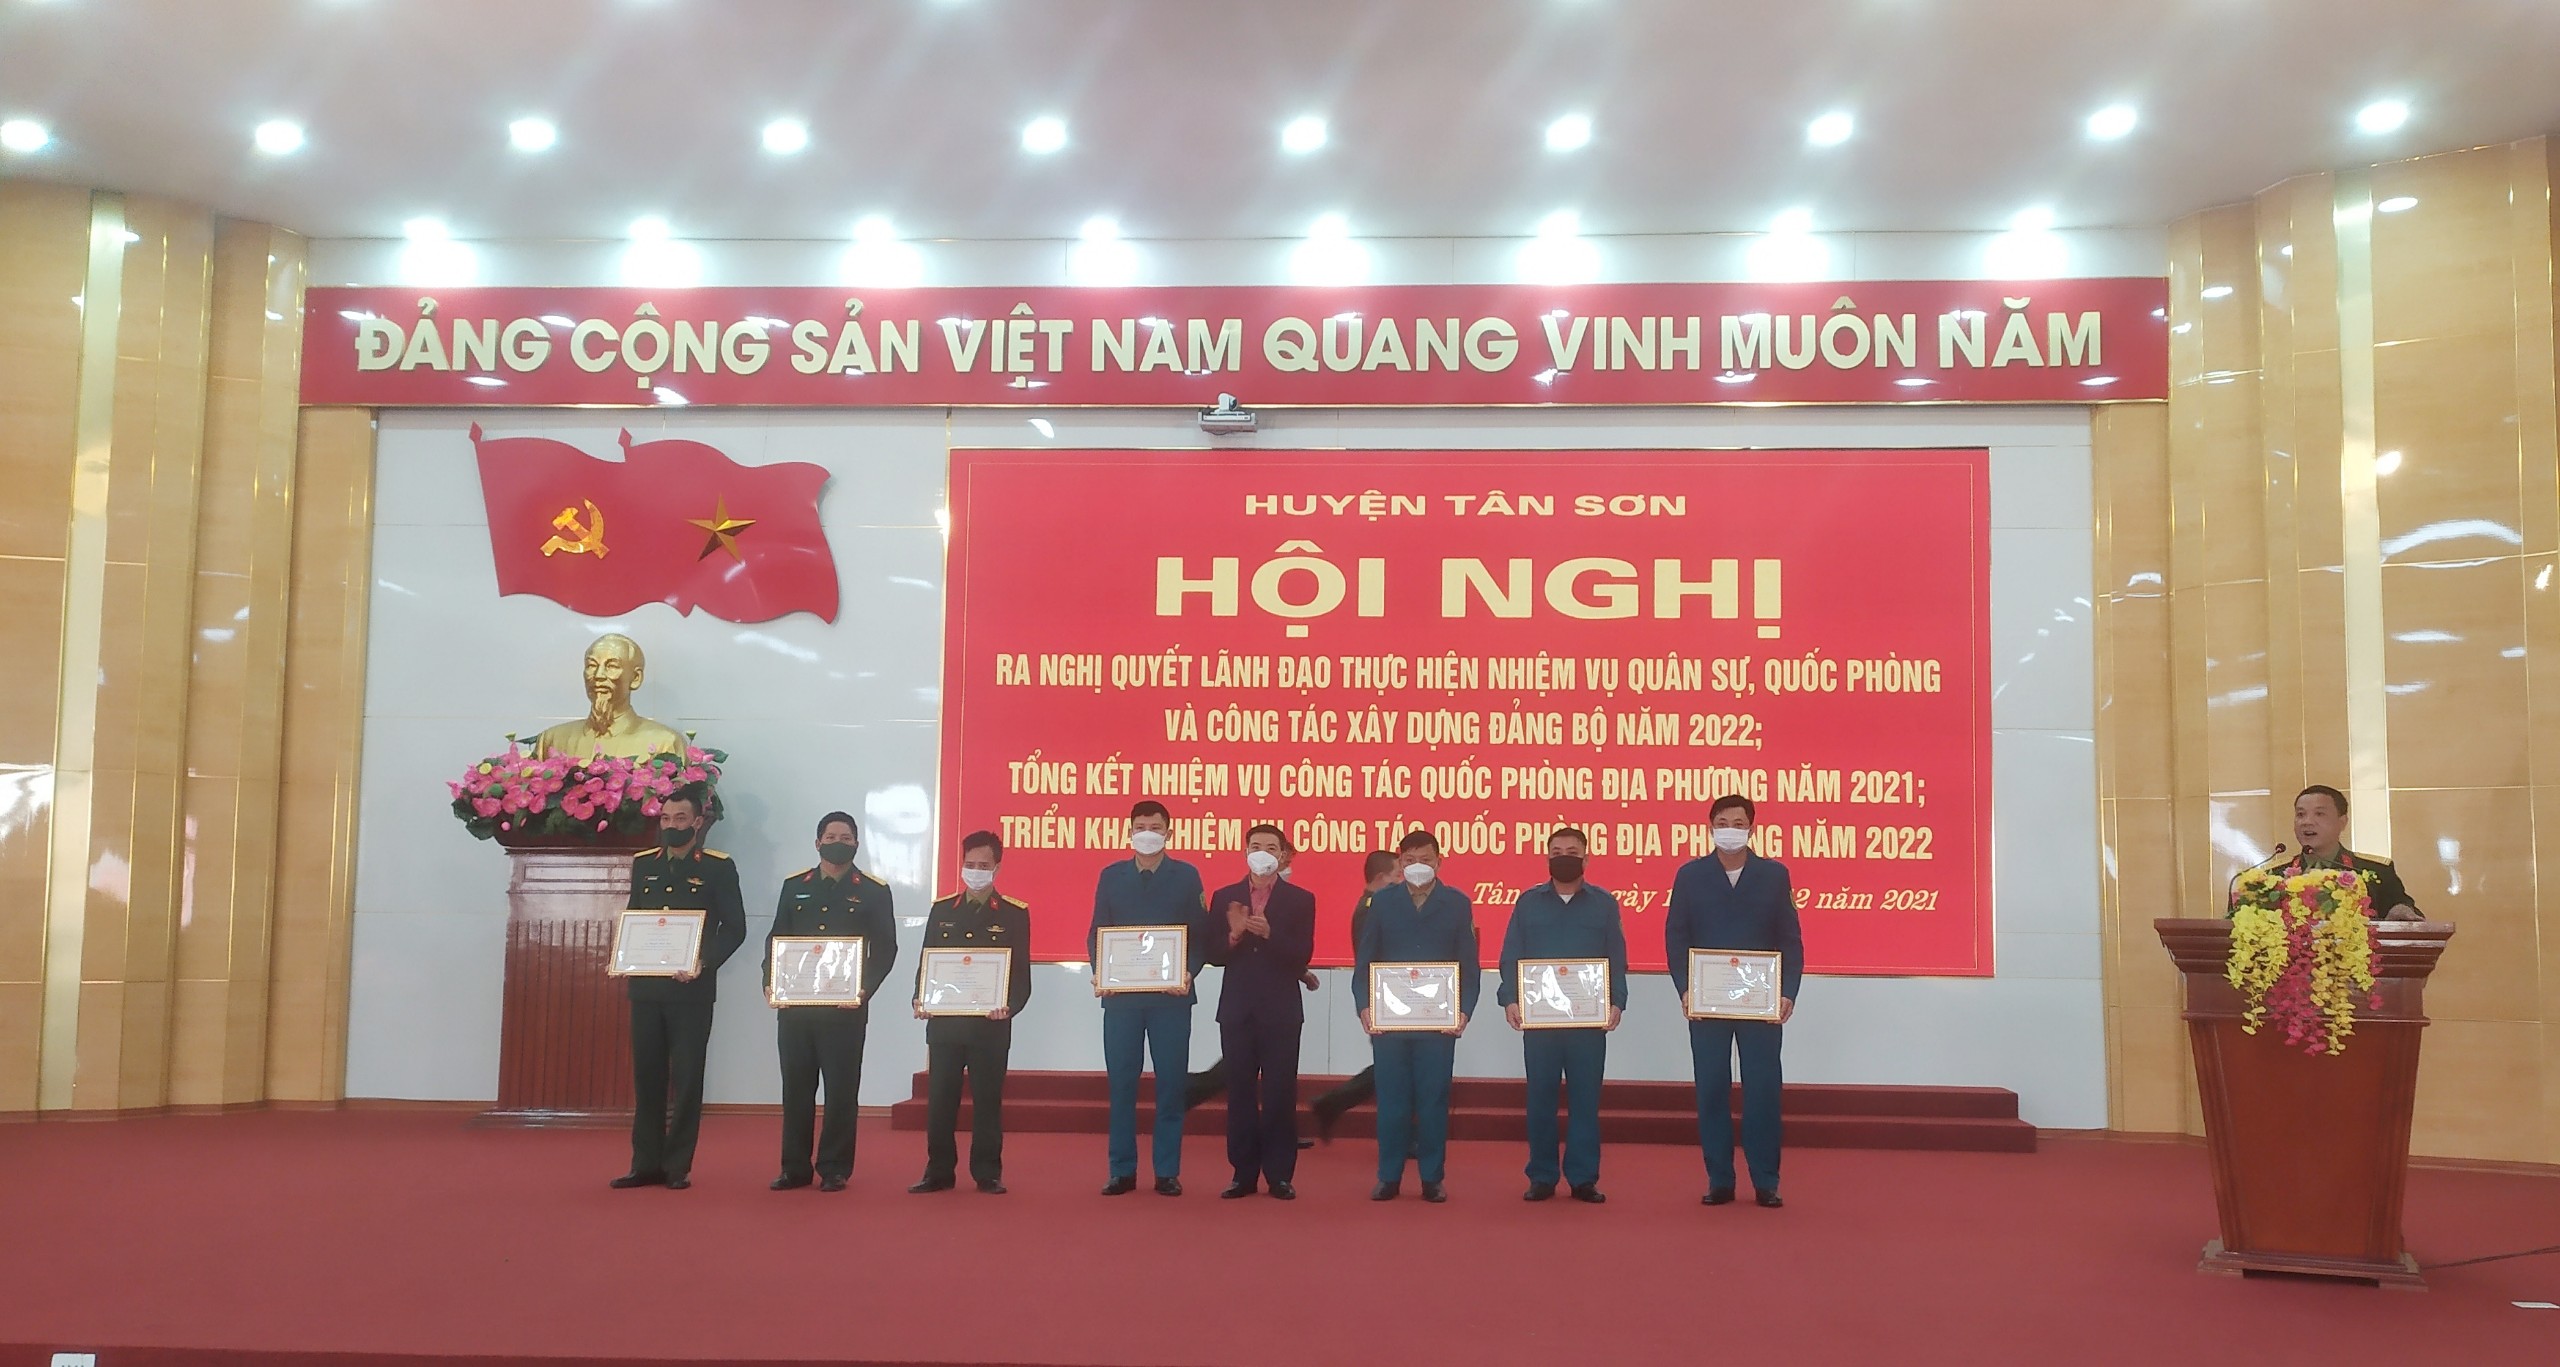 ĐẢNG CỘNG SẢN VIỆT NAM QUANG VINH MUÔN NĂM
HUYỆN TÂN SƠN
HỘI NGHỊ
RA NGHỊ QUYẾT LÃNH ĐẠO THỰC HIỆN NHIỆM VỤ QUÂN SỰ, QUỐC PHÒNG
VÀ CÔNG TÁC XÂY DỰNG ĐẢNG BỘ NĂM 2022;
TỔNG KẾT NHIỆM VỤ CÔNG TÁC QUỐC PHÒNG ĐỊA PHƯƠNG NĂM 2021;
TRIỂN KHAI NHIỆM VỤ CÔNG TÁC QUỐC PHÒNG ĐỊA PHƯƠNG NĂM 2022
Tân năm 2021